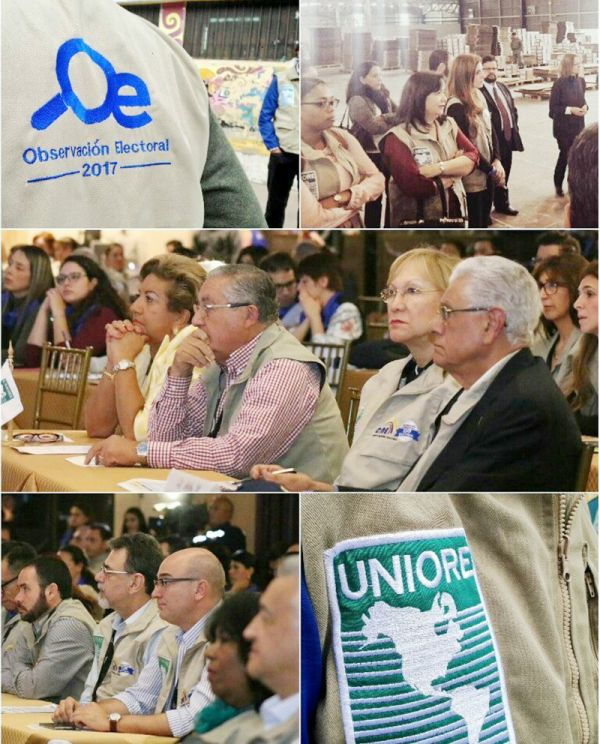 Oe
Observación Electoral
2017
UNIORE